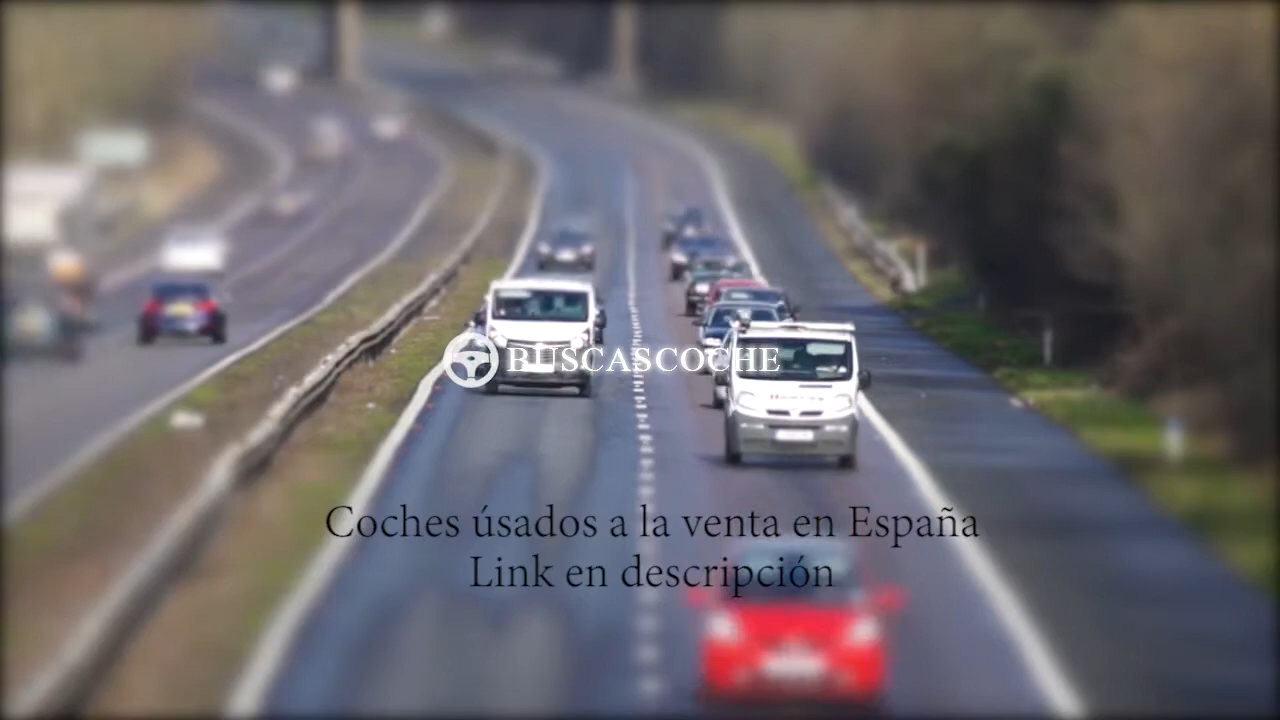 BUSCASCOCHE
Coches úsados a la venta en España
Link en descripción